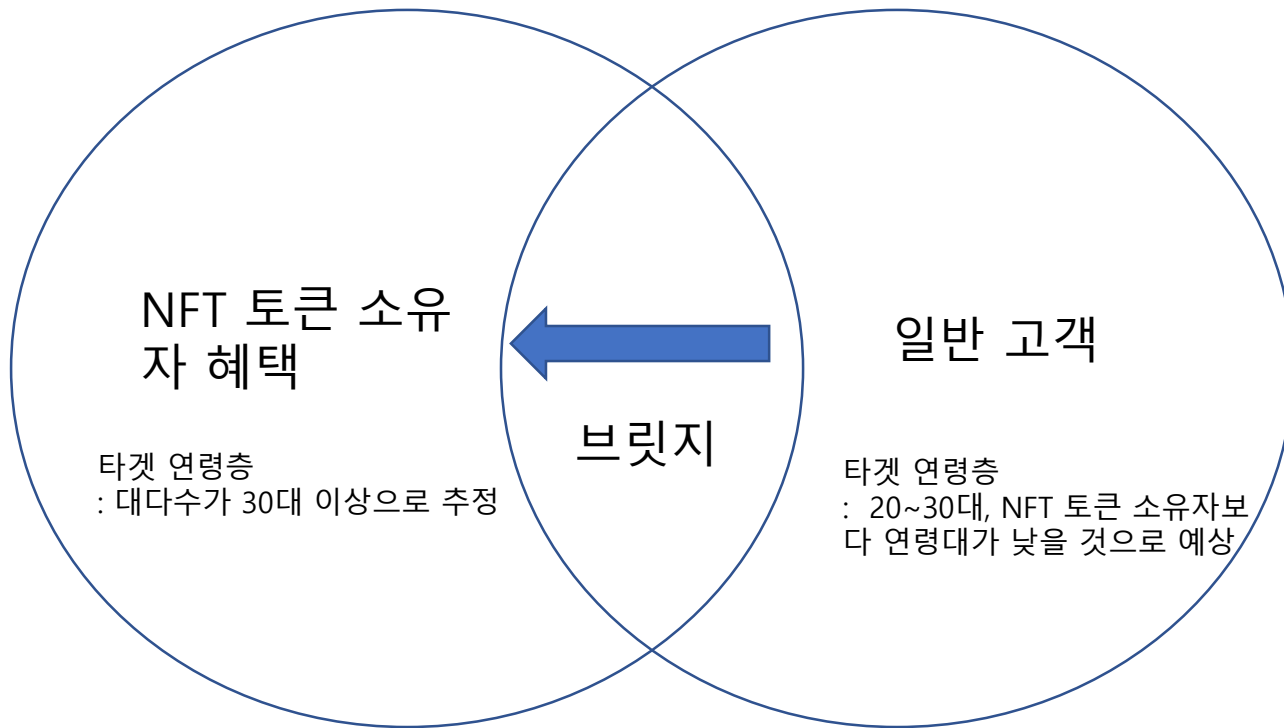 NFT 토큰 소유
자 혜택
타겟 연령층
: 대다수가 30대 이상으로 추정
브릿지
일반 고객
타겟 연령층
:  20~30대, NFT 토큰 소유자보
다 연령대가 낮을 것으로 예상